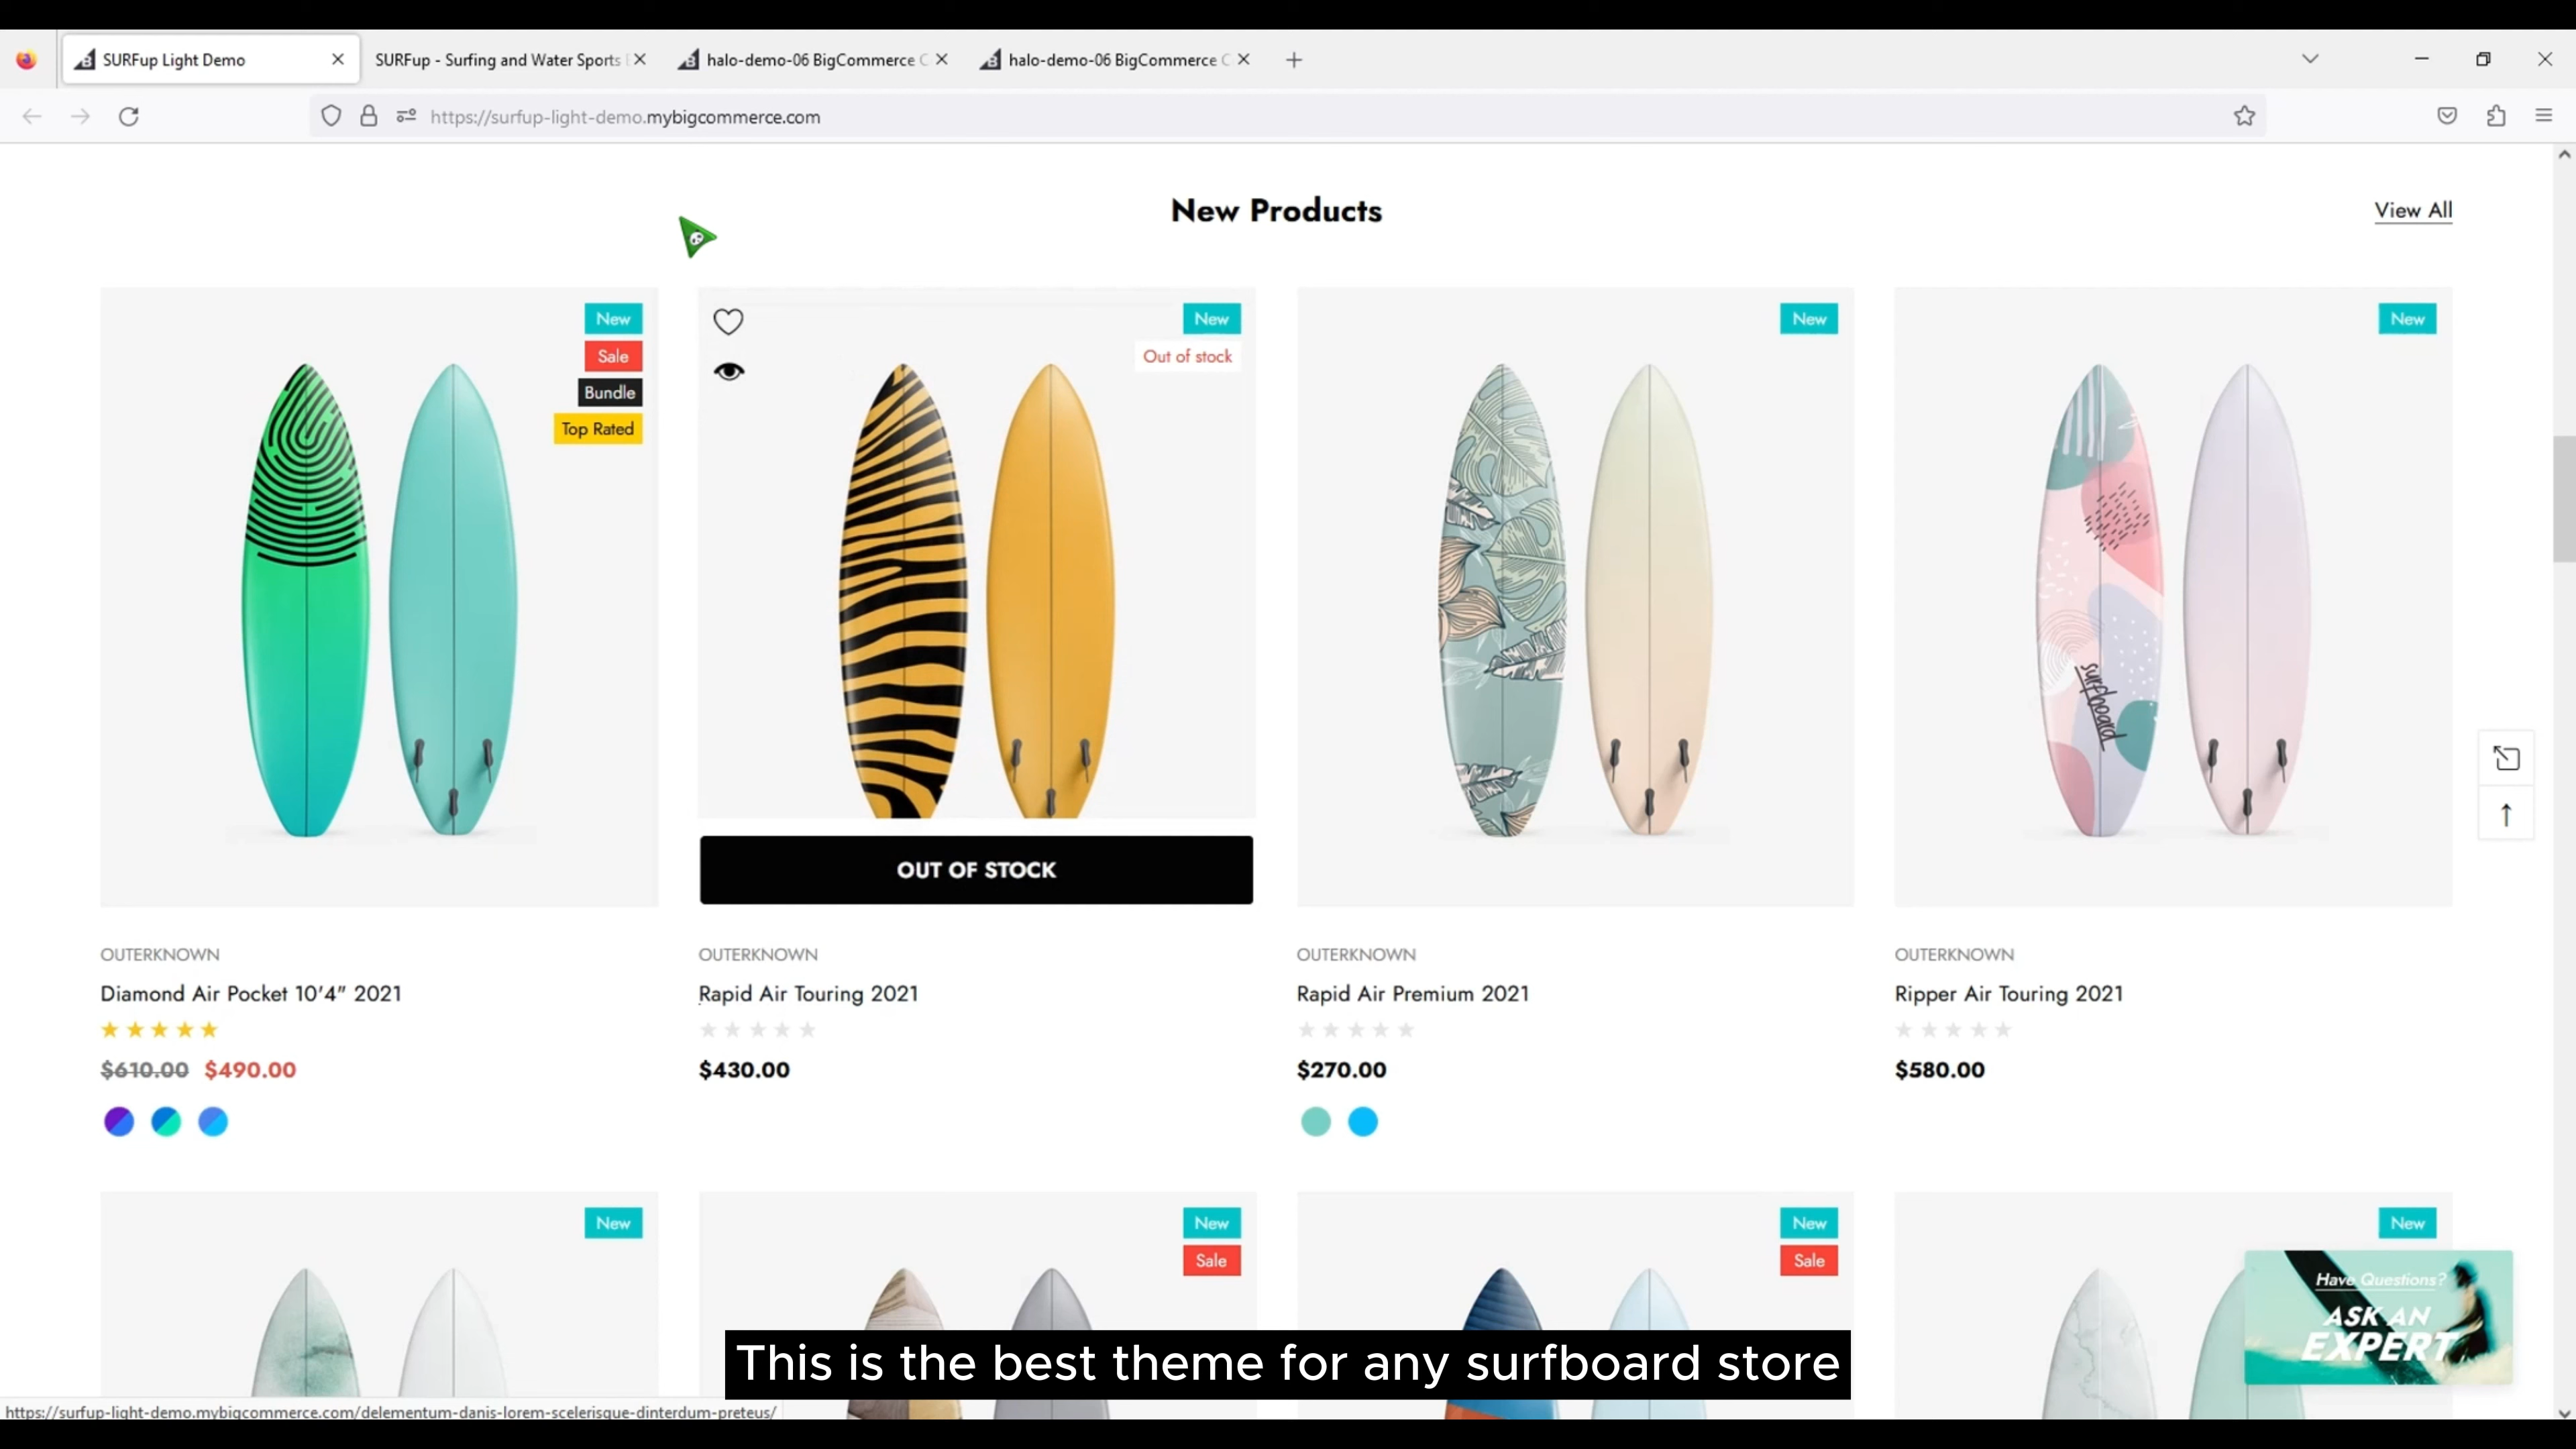 SURFup Light Demo
SURFup - Surfing and Water Sports
halo-demo-06 BigCommerce C
halo-demo-06 BigCommerce C
https://surfup-light-demo.mybigcommerce.com
New Products
View All
New
Sale
Bundle
Top Rated
New
Out of stock
New
New
surfboard
OUT OF STOCK
OUTERKNOWN
Diamond Air Pocket 10'4" 2021
$610.00 $490.00
OUTERKNOWN
Rapid Air Touring 2021
$430.00
OUTERKNOWN
Rapid Air Premium 2021
$270.00
OUTERKNOWN
Ripper Air Touring 2021
$580.00
New
New
Sale
New
Sale
New
Have Questions?
ASK AN
EXPERT
This is the best theme for any surfboard store
https://surfup-light-demo.mybigcommerce.com/delementum-danis-lorem-scelerisque-dinterdum-preteus/